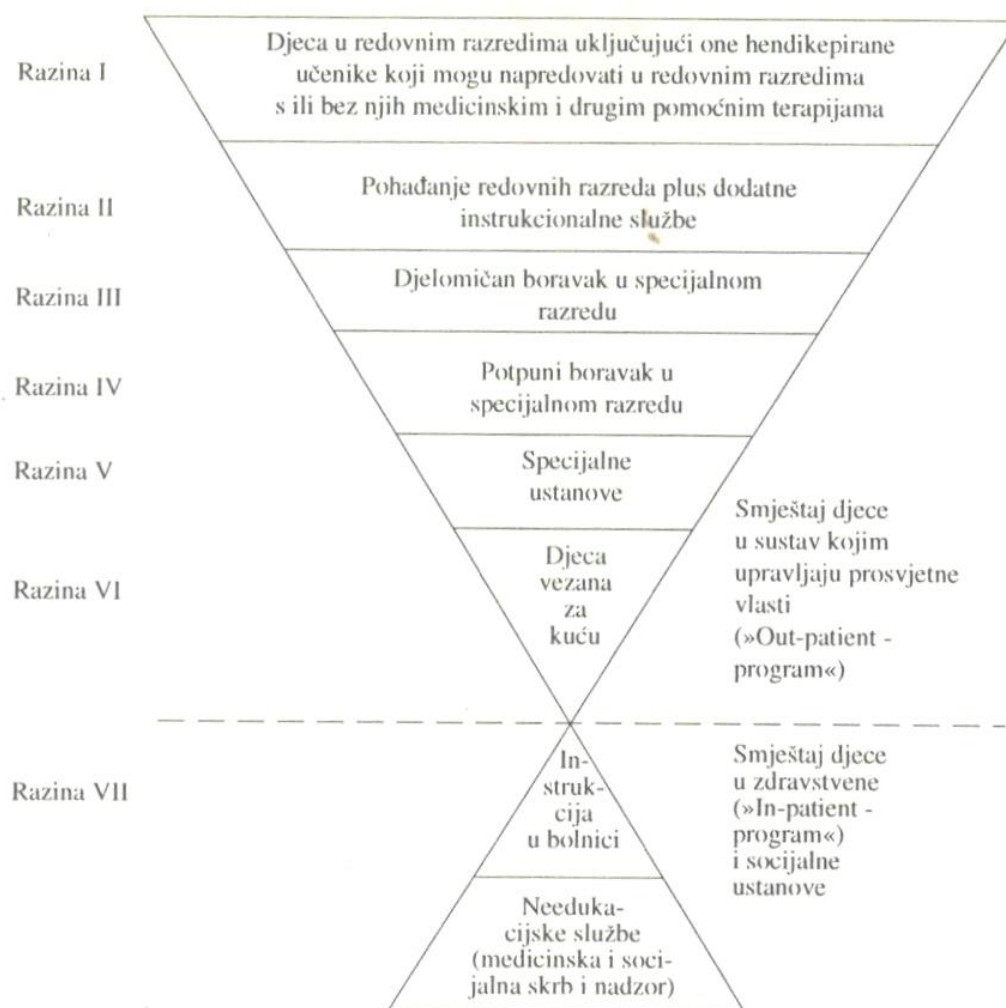 Razina I
Djeca u redovnim razredima uključujući one hendikepirane
učenike koji mogu napredovati u redovnim razredima
s ili bez njih medicinskim i drugim pomoćnim terapijama
Razina II
Pohađanje redovnih razreda plus dodatne
instrukcionalne službe
Razina III
Djelomičan boravak u specijalnom
razredu
Razina IV
Potpuni boravak u
specijalnom razredu
Razina V
Specijalne
ustanove
Razina VI
Djeca
vezana
za
kuću
Smještaj djece
u sustav kojim
upravljaju prosvjetne
vlasti
(»Out-patient -
program«)
Razina VII
In-
struk-
cija
u bolnici
Smještaj djece
u zdravstvene
(»In-patient -
program«)
i socijalne
ustanove
Needuka-
cijske službe
(medicinska i soci-
jalna skrb i nadzor)